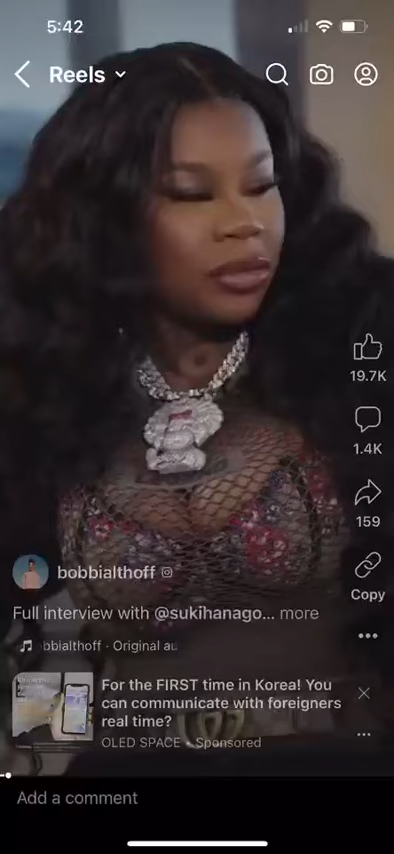 5:42
Reels
19.7K
1.4K
159
bobbialthoff
Copy
Full interview with @sukihanago... more
bbialthoff · Original au
For the FIRST time in Korea! You
can communicate with foreigners
real time?
OLED SPACE • Sponsored
Add a comment